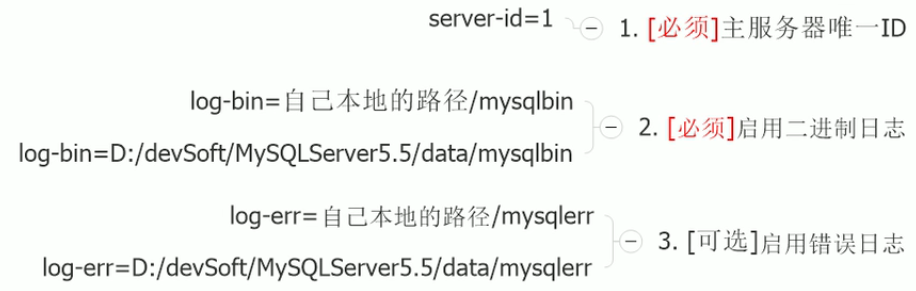 server-id=1
1. [必须]主服务器唯一ID
log-bin=自己本地的路径/mysqlbin
log-bin=D:/devSoft/MySQLServer5.5/data/mysqlbin
2. [必须]启用二进制日志
log-err=自己本地的路径/mysqlerr
log-err=D:/devSoft/MySQLServer5.5/data/mysqlerr
3. [可选]启用错误日志